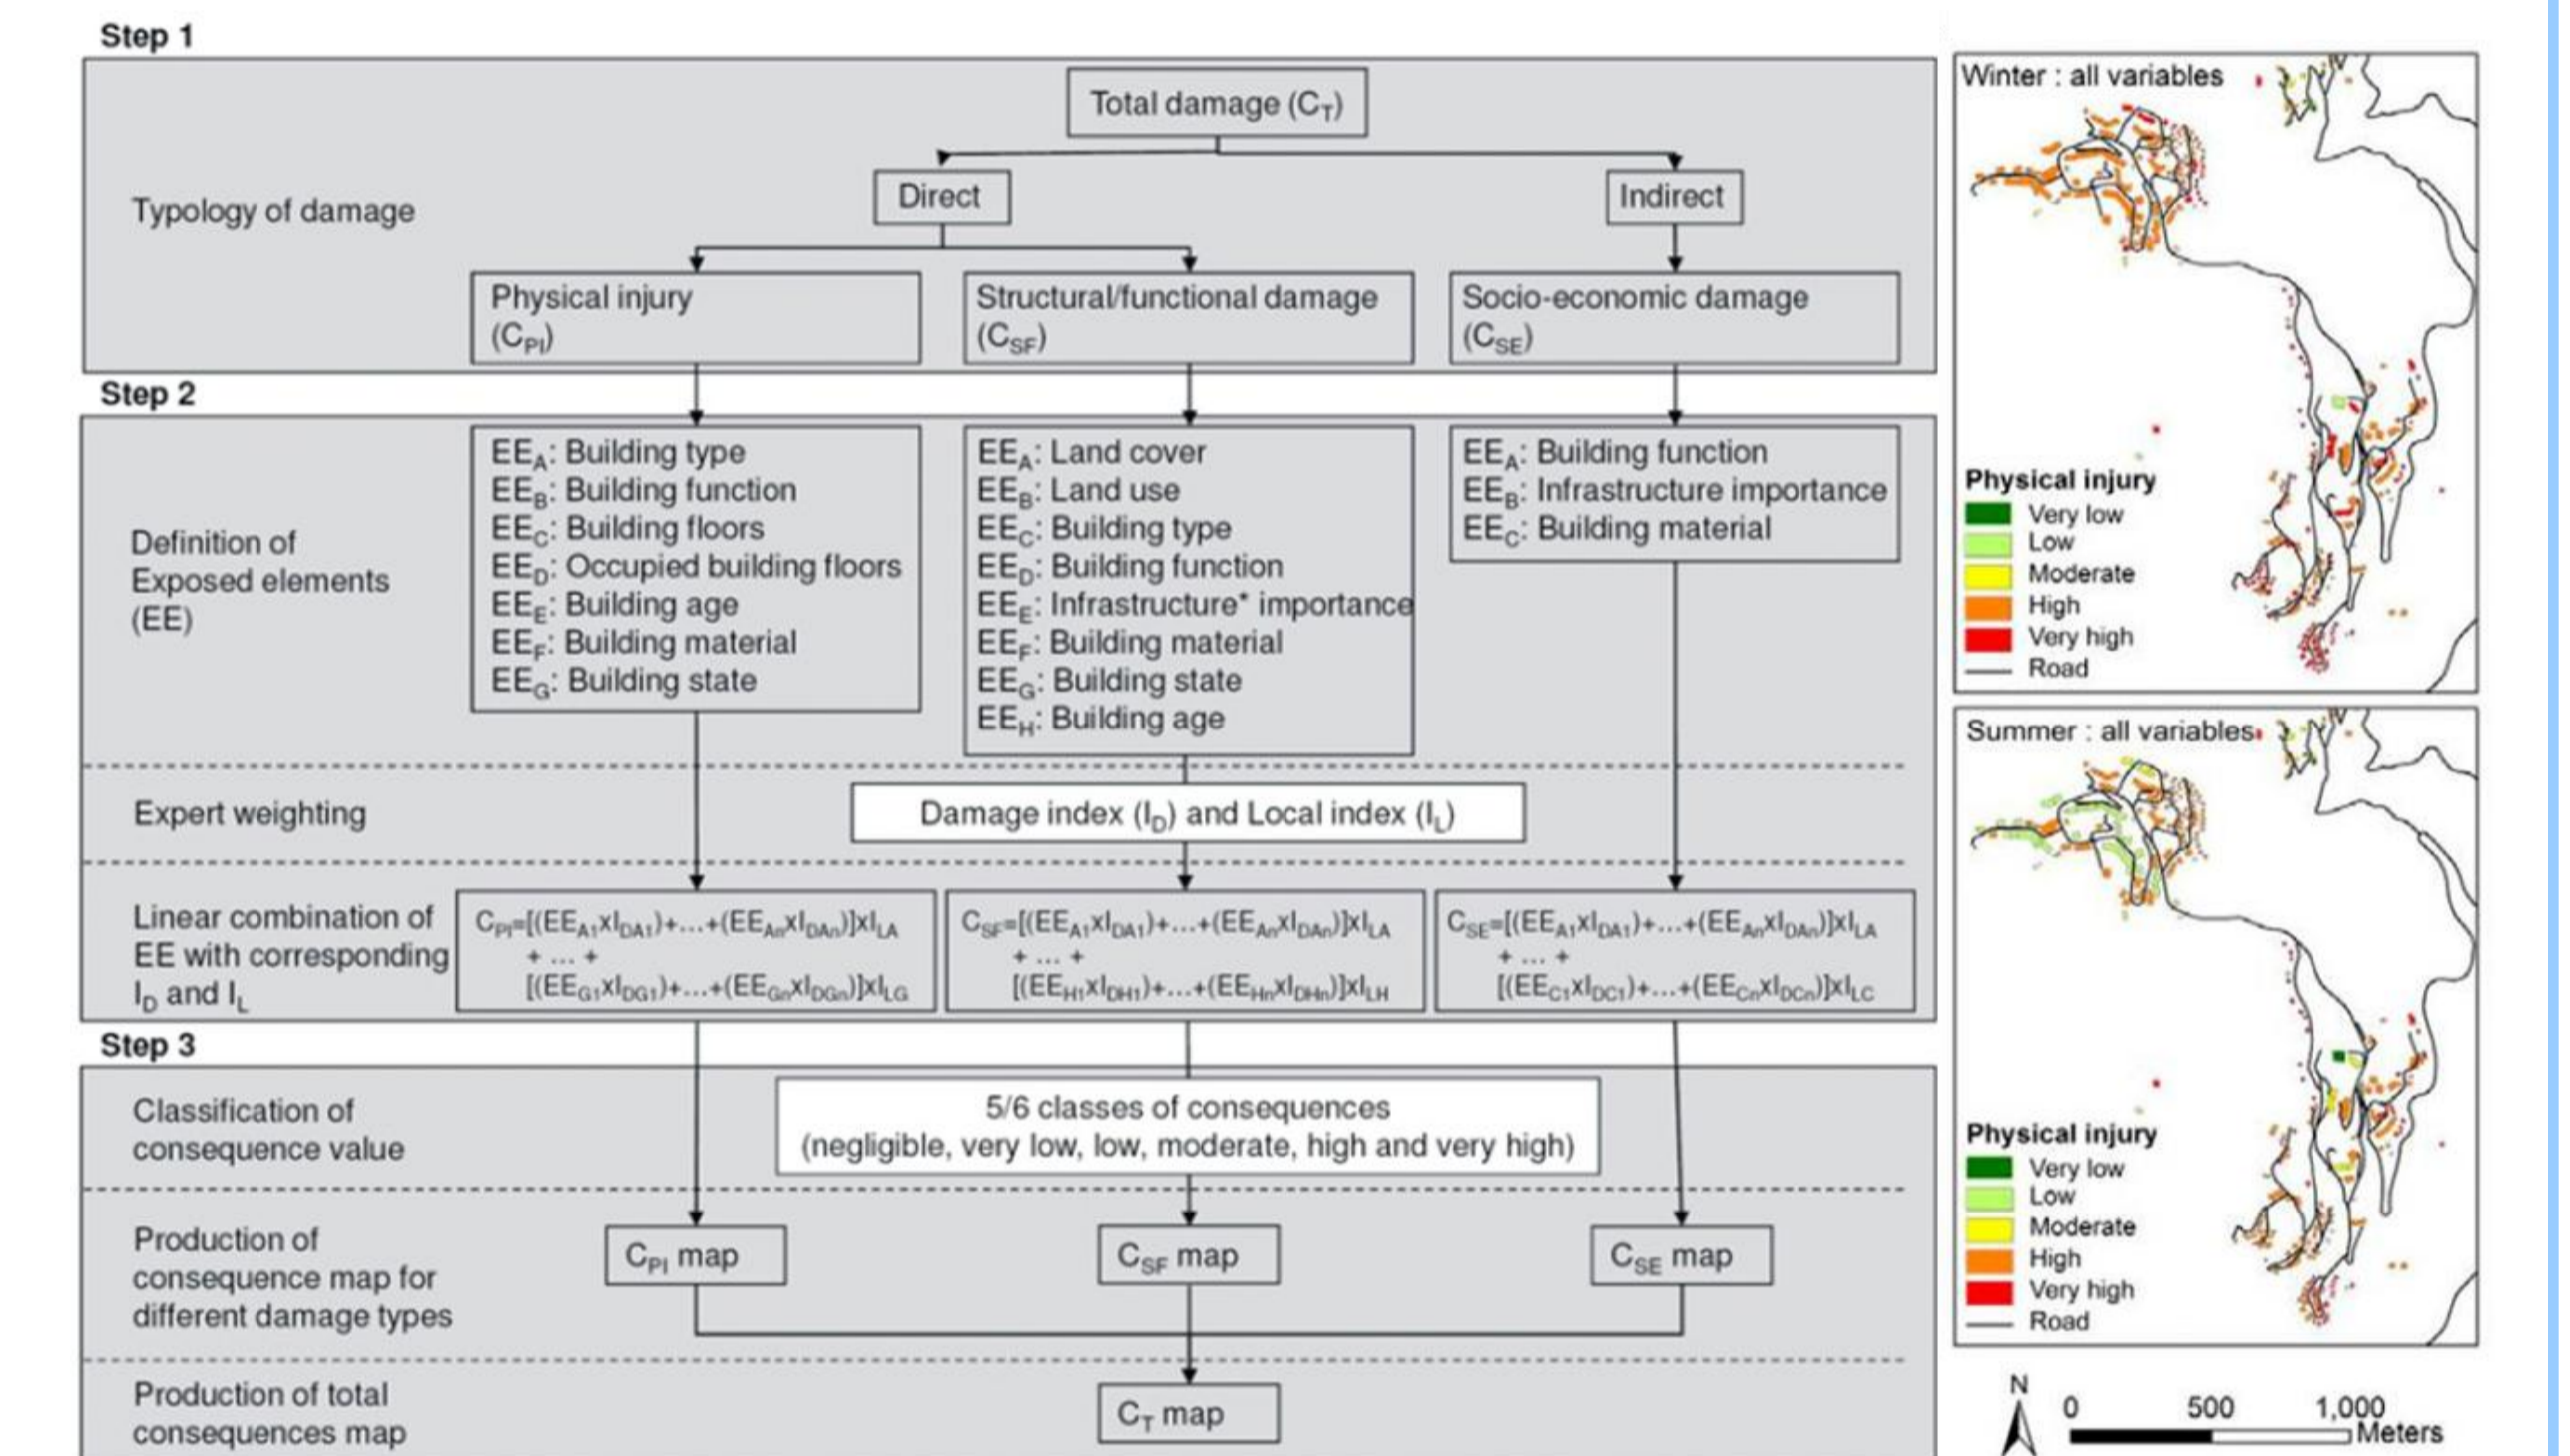 Step 1
Total damage (C_T)
Direct
Indirect
Typology of damage
Physical injury
(C_PI)
Structural/functional damage
(C_SF)
Socio-economic damage
(C_SE)
Step 2
Definition of
Exposed elements
(EE)
EE_A: Building type
EE_B: Building function
EE_C: Building floors
EE_D: Occupied building floors
EE_E: Building age
EE_F: Building material
EE_G: Building state
EE_A: Land cover
EE_B: Land use
EE_C: Building type
EE_D: Building function
EE_E: Infrastructure* importance
EE_F: Building material
EE_G: Building state
EE_H: Building age
EE_A: Building function
EE_B: Infrastructure importance
EE_C: Building material
Expert weighting
Damage index (I_D) and Local index (I_L)
Linear combination of
EE with corresponding
I_D and I_L
C_PI=[(EE_A1xI_DA1)+...+(EE_AnxI_DAn)]xI_LA
+ ... +
[(EE_G1xI_DG1)+...+(EE_GnxI_DGn)]xI_LG
C_SF=[(EE_A1xI_DA1)+...+(EE_AnxI_DAn)]xI_LA
+ ... +
[(EE_H1xI_DH1)+...+(EE_HnxI_DHn)]xI_LH
C_SE=[(EE_A1xI_DA1)+...+(EE_AnxI_DAn)]xI_LA
+ ... +
[(EE_C1xI_DC1)+...+(EE_CnxI_DCn)]xI_LC
Step 3
Classification of
consequence value
5/6 classes of consequences
(negligible, very low, low, moderate, high and very high)
Production of
consequence map for
different damage types
C_PI map
C_SF map
C_SE map
Production of total
consequences map
C_T map
Winter : all variables
Physical injury
Very low
Low
Moderate
High
Very high
Road
Summer : all variables
Physical injury
Very low
Low
Moderate
High
Very high
Road
N
0 500 1,000
Meters